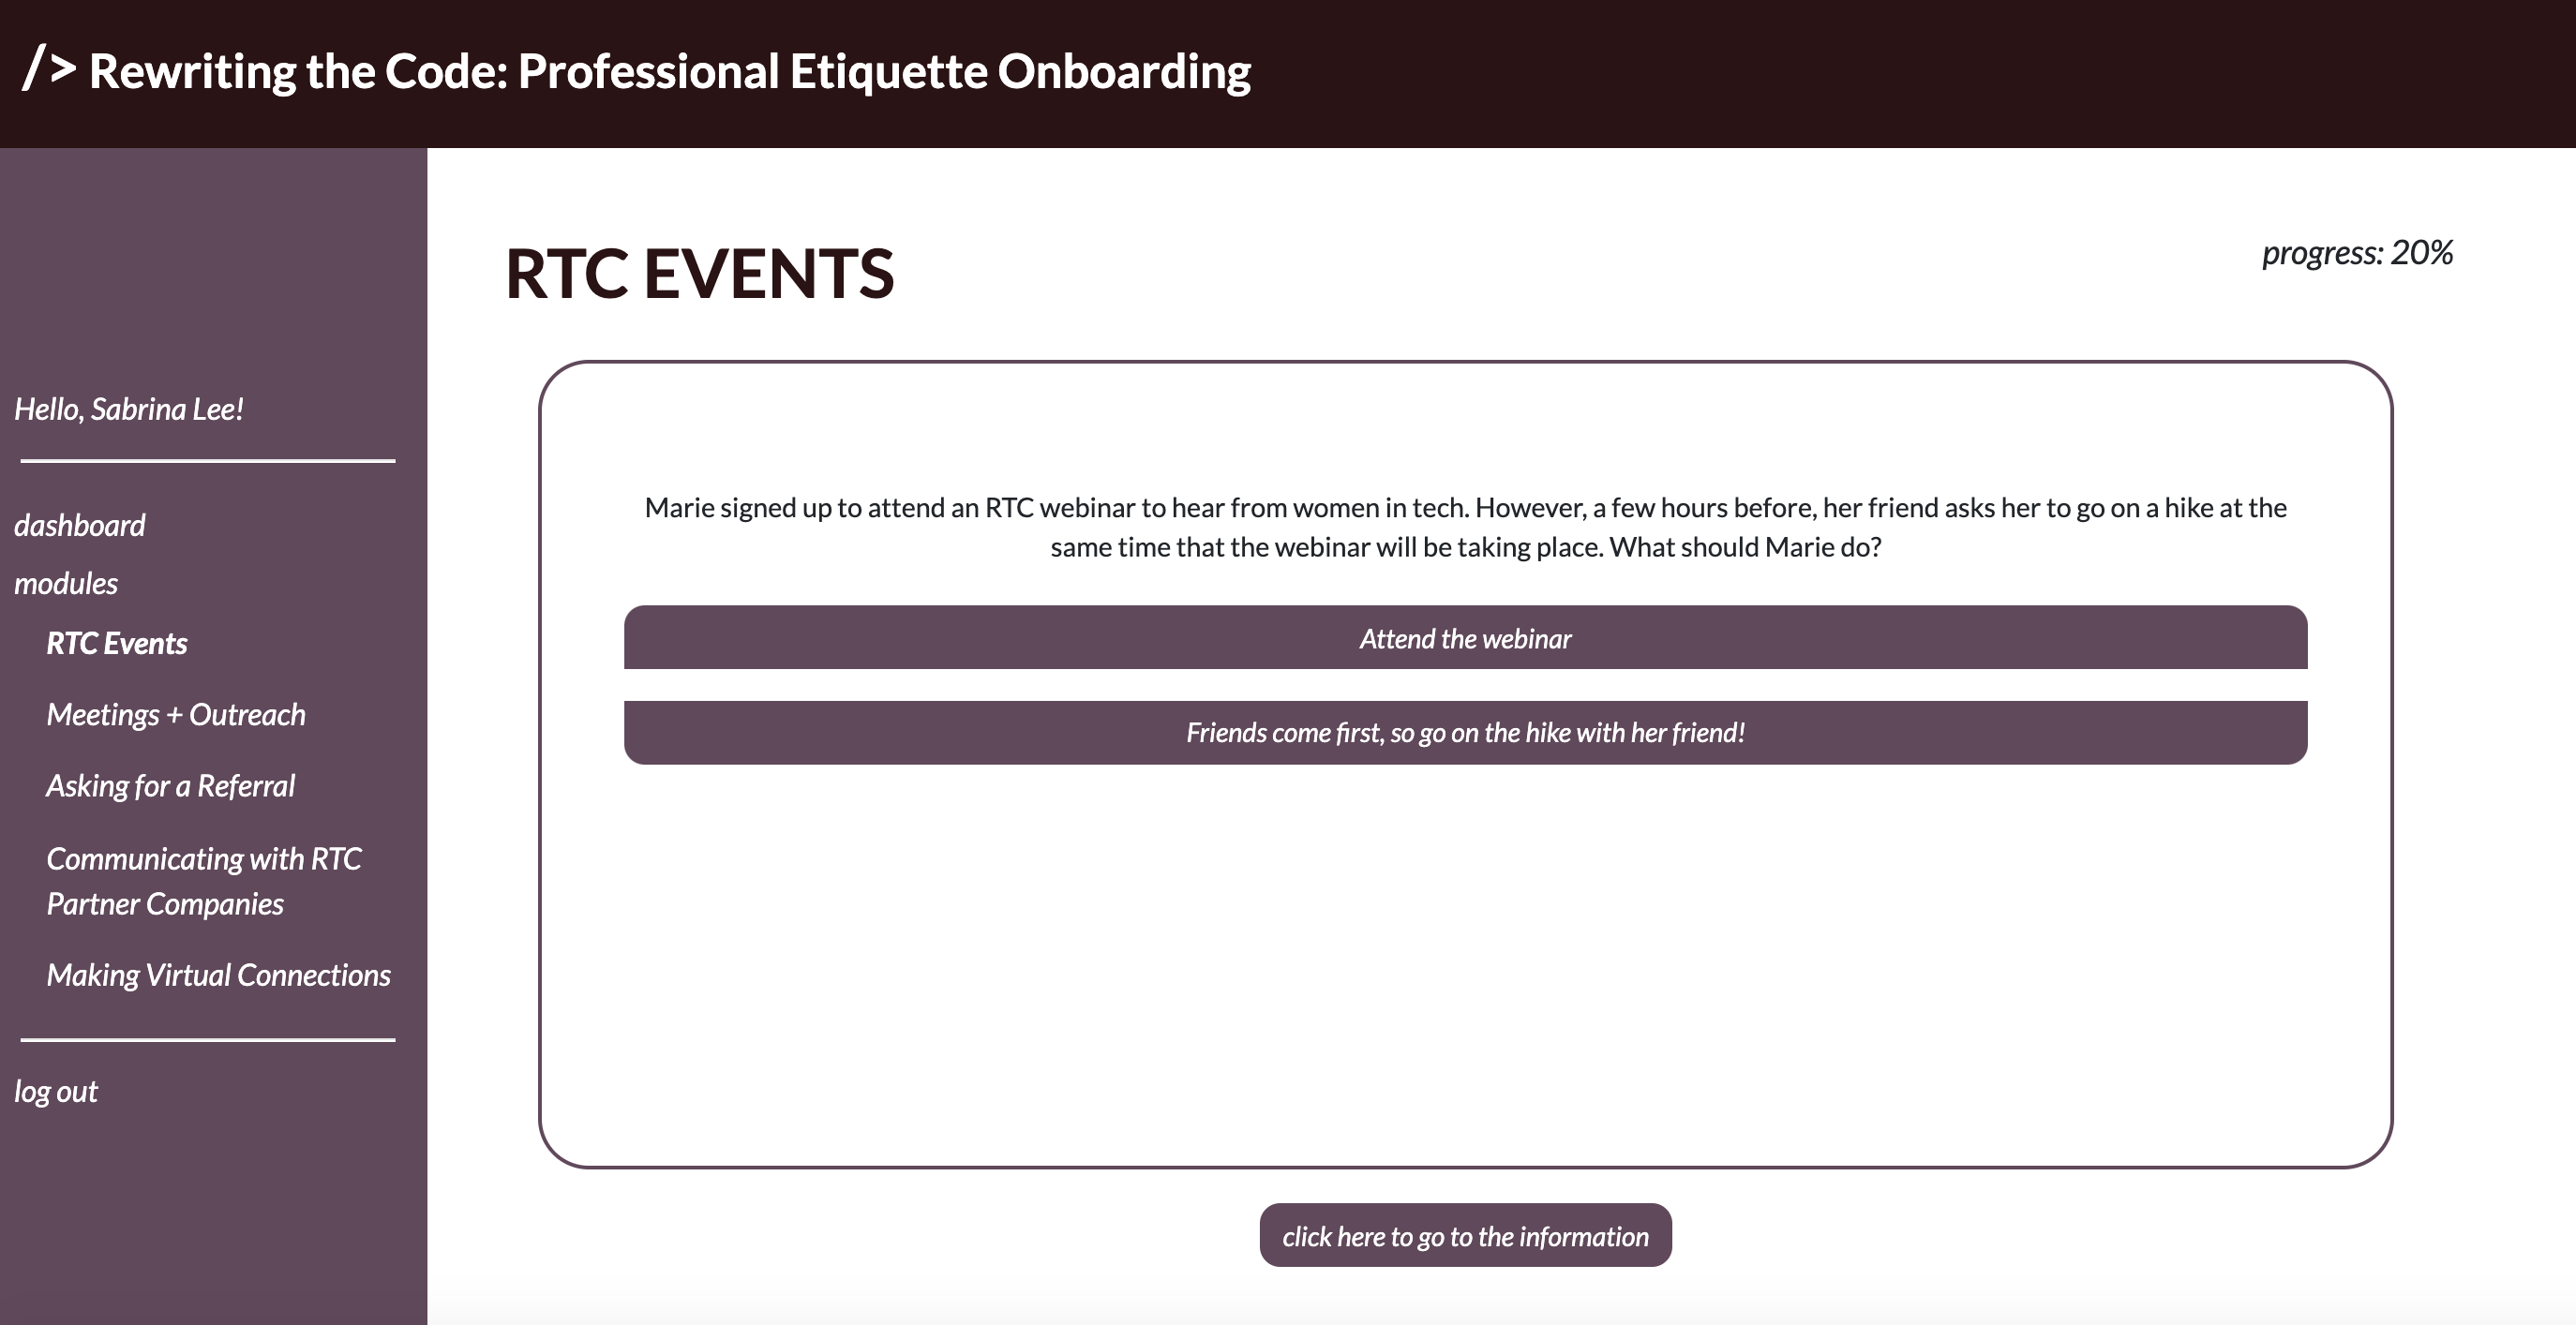 /> Rewriting the Code: Professional Etiquette Onboarding
Hello, Sabrina Lee!
dashboard
modules
RTC Events
Meetings + Outreach
Asking for a Referral
Communicating with RTC
Partner Companies
Making Virtual Connections
log out
RTC EVENTS
progress: 20%
Marie signed up to attend an RTC webinar to hear from women in tech. However, a few hours before, her friend asks her to go on a hike at the
same time that the webinar will be taking place. What should Marie do?
Attend the webinar
Friends come first, so go on the hike with her friend!
click here to go to the information